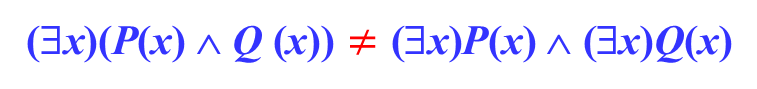 (∃x)(P(x) ∧ Q (x)) ≠ (∃x)P(x) ∧ (∃x)Q(x)